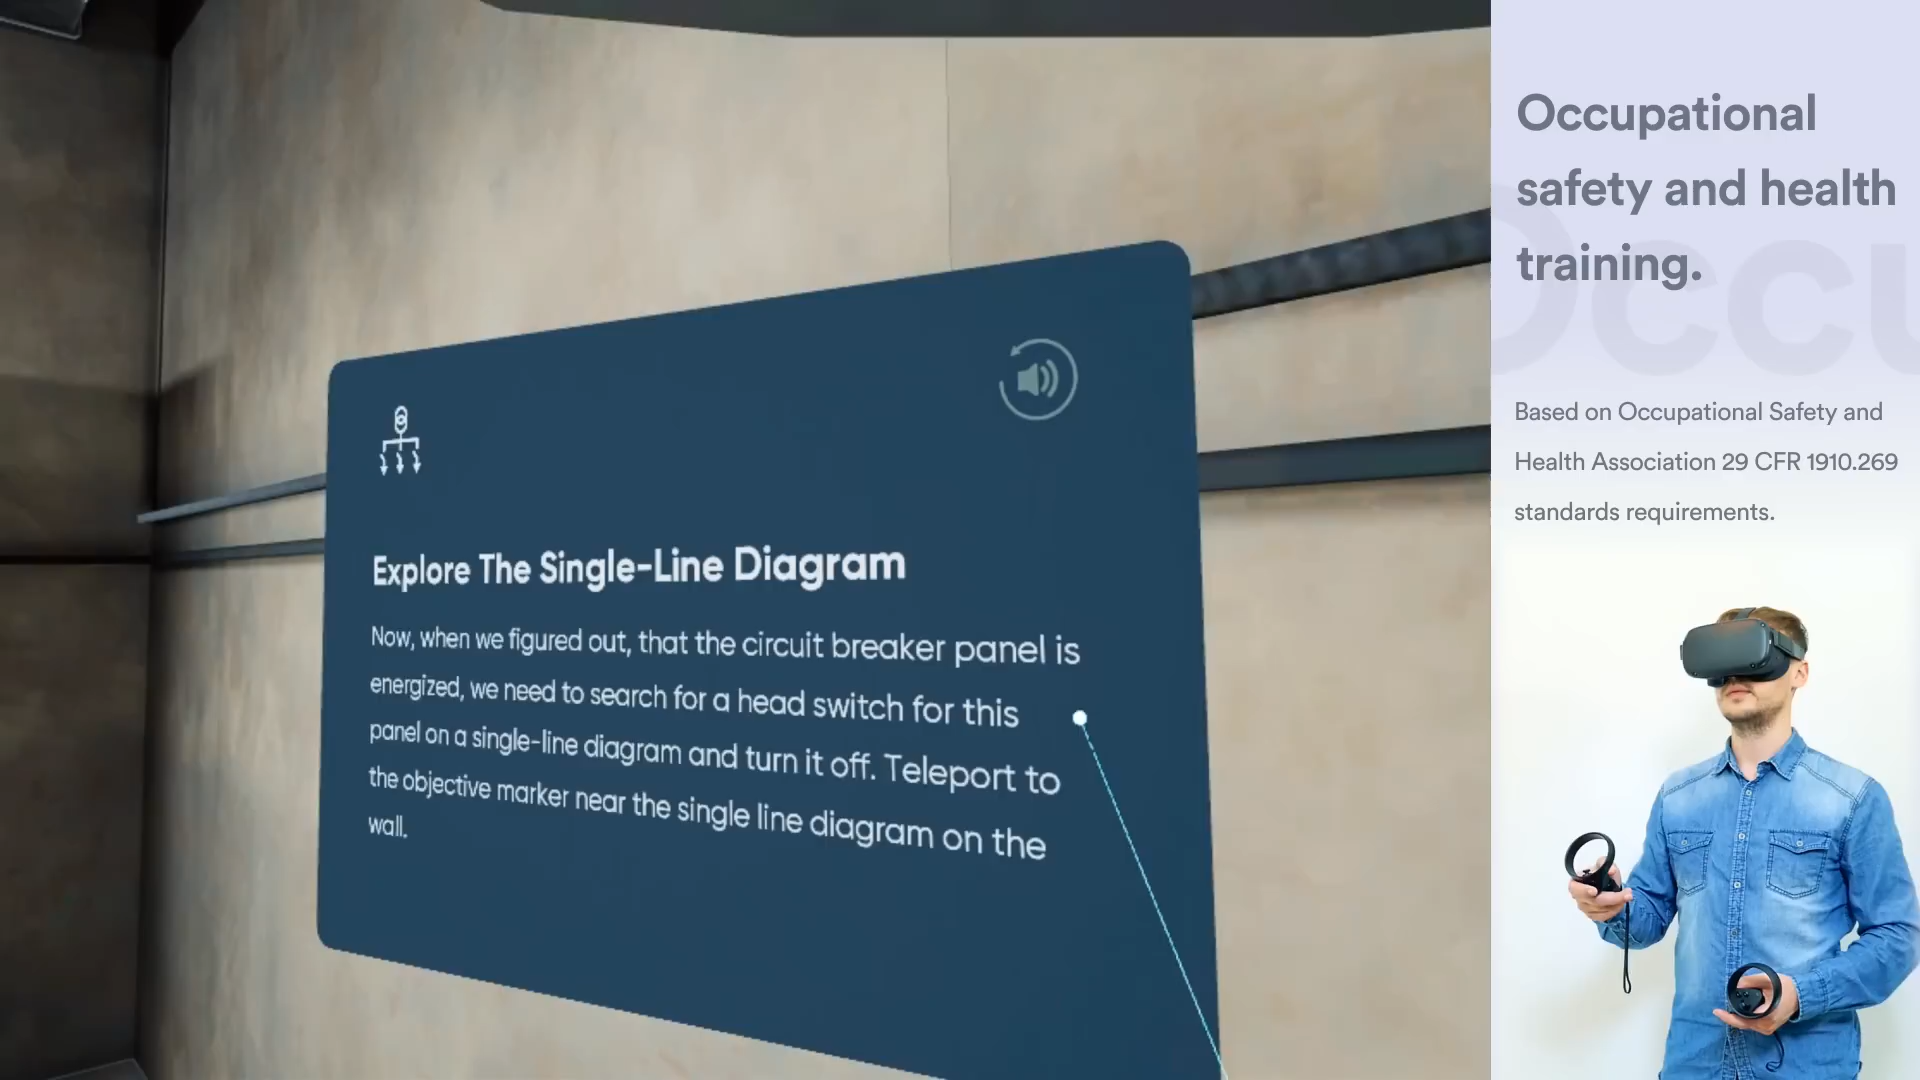 Explore The Single-Line Diagram
Now, when we figured out, that the circuit breaker panel is
energized, we need to search for a head switch for this
panel on a single-line diagram and turn it off. Teleport to
the objective marker near the single line diagram on the
wall.
Occupational
safety and health
training.
Occu
Based on Occupational Safety and
Health Association 29 CFR 1910.269
standards requirements.